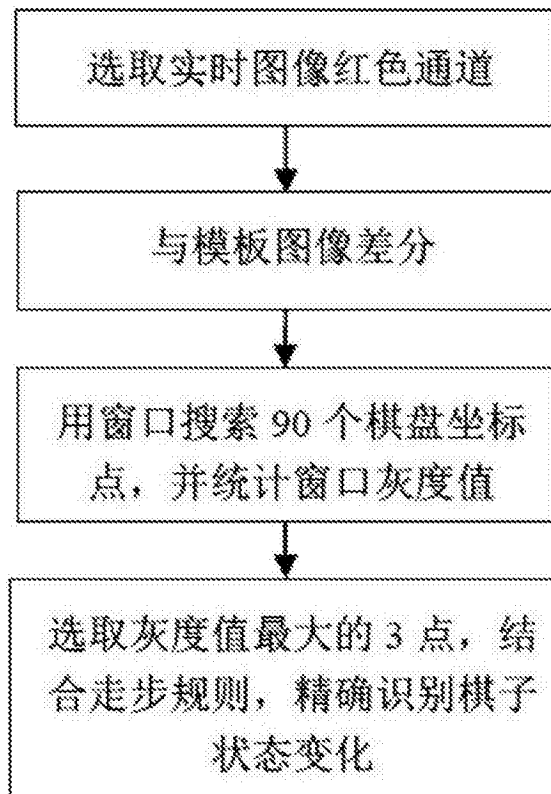 选取实时图像红色通道
与模板图像差分
用窗口搜索 90 个棋盘坐标
点，并统计窗口灰度值
选取灰度值最大的 3 点，结
合走步规则，精确识别棋子
状态变化